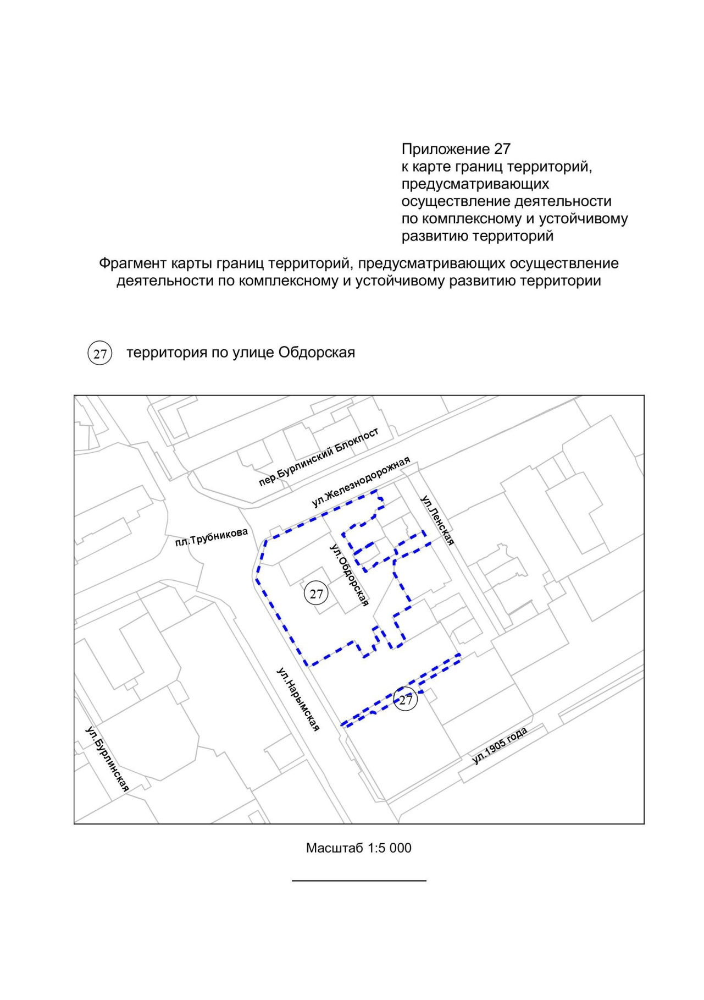 Приложение 27
к карте границ территорий,
предусматривающих
осуществление деятельности
по комплексному и устойчивому
развитию территорий
Фрагмент карты границ территорий, предусматривающих осуществление
деятельности по комплексному и устойчивому развитию территории
27 территория по улице Обдорская
пер.Бурлинский Блокпост
ул.Железнодорожная
ул.Ленская
пл.Трубникова
ул.Обдорская
27
ул.Нарымская
27
ул.Бурлинская
ул.1905 года
Масштаб 1:5 000